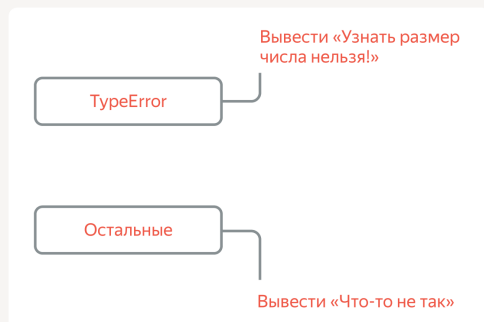 Вывести «Узнать размер
числа нельзя!»
TypeError
Остальные
Вывести «Что-то не так»